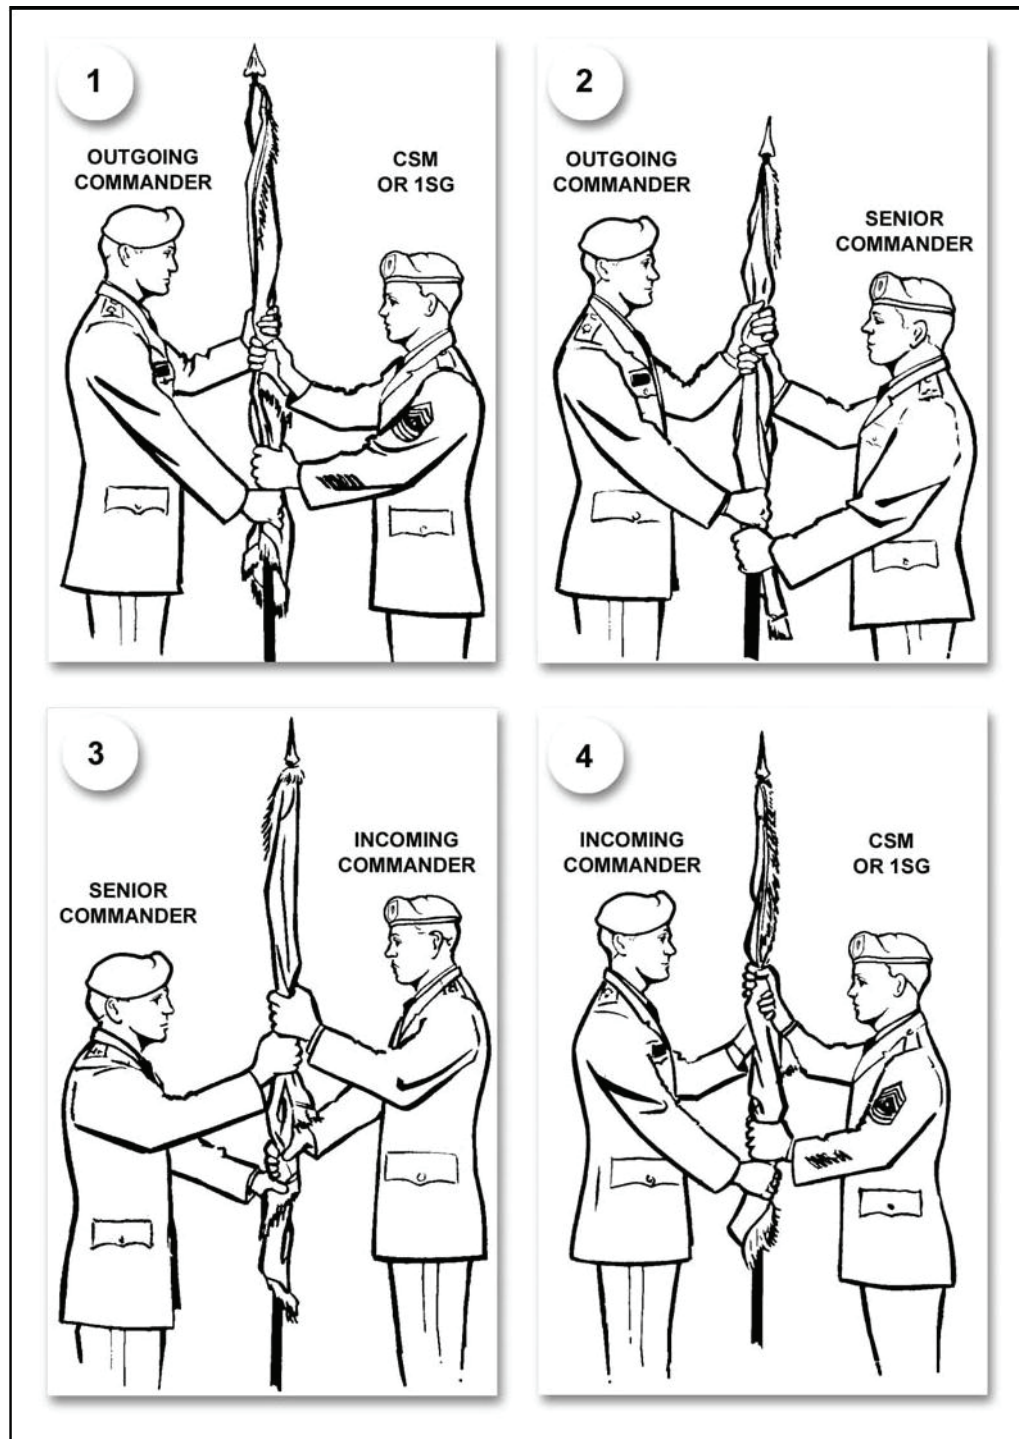 1
OUTGOING
COMMANDER
CSM
OR 1SG
2
OUTGOING
COMMANDER
SENIOR
COMMANDER
3
SENIOR
COMMANDER
INCOMING
COMMANDER
4
INCOMING
COMMANDER
CSM
OR 1SG